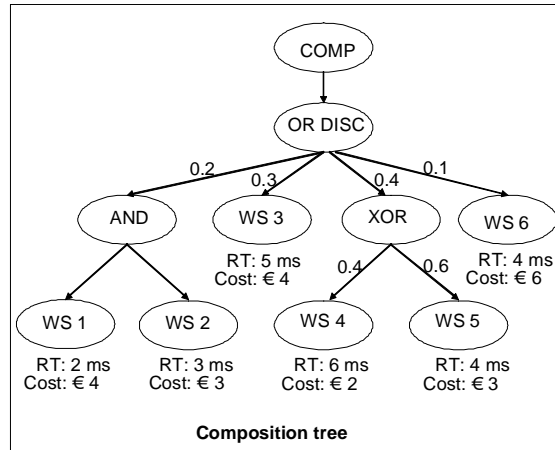 COMP
OR DISC
0.2
0.3
0.4
0.1
AND
WS 3
XOR
WS 6
RT: 5 ms
Cost: € 4
0.4
0.6
RT: 4 ms
Cost: € 6
WS 1
WS 2
WS 4
WS 5
RT: 2 ms
Cost: € 4
RT: 3 ms
Cost: € 3
RT: 6 ms
Cost: € 2
RT: 4 ms
Cost: € 3
Composition tree